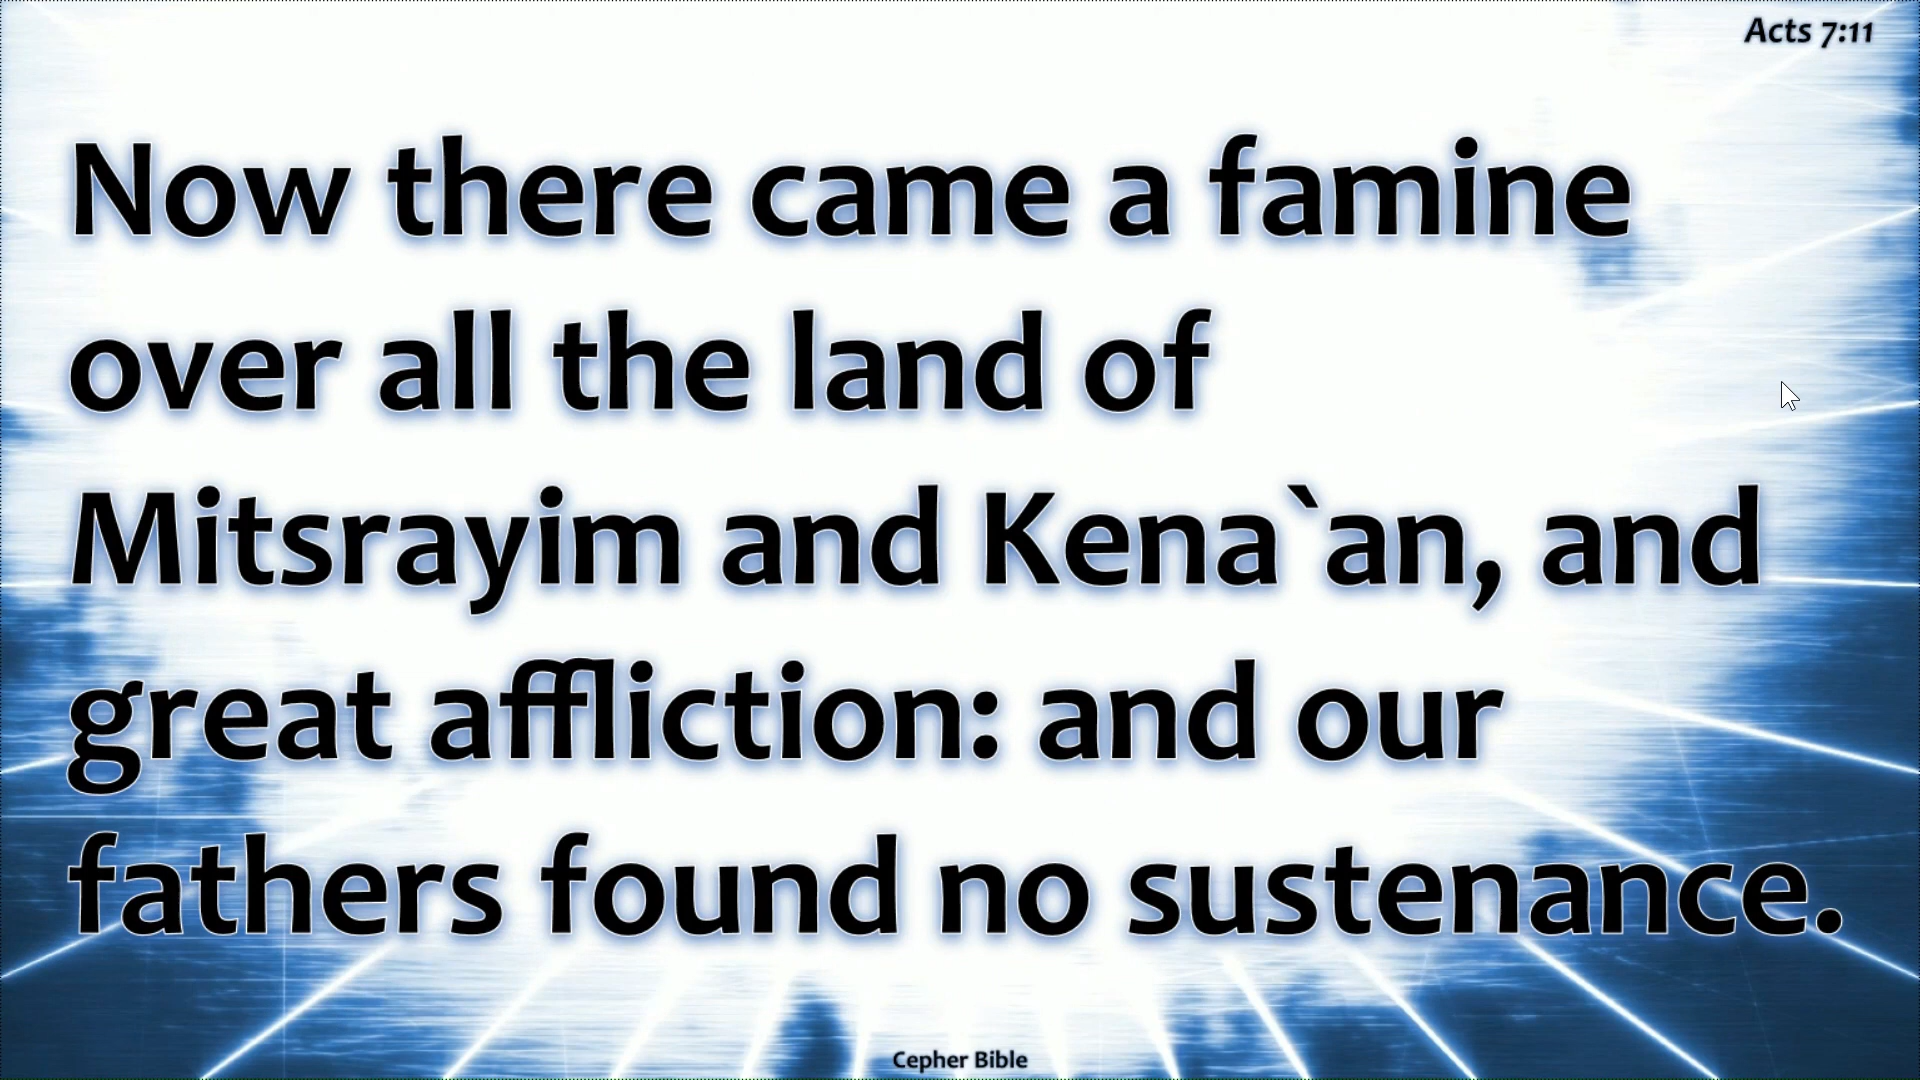 Acts 7:11
Now there came a famine
over all the land of
Mitsrayim and Kena`an, and
great affliction: and our
fathers found no sustenance.
Cepher Bible